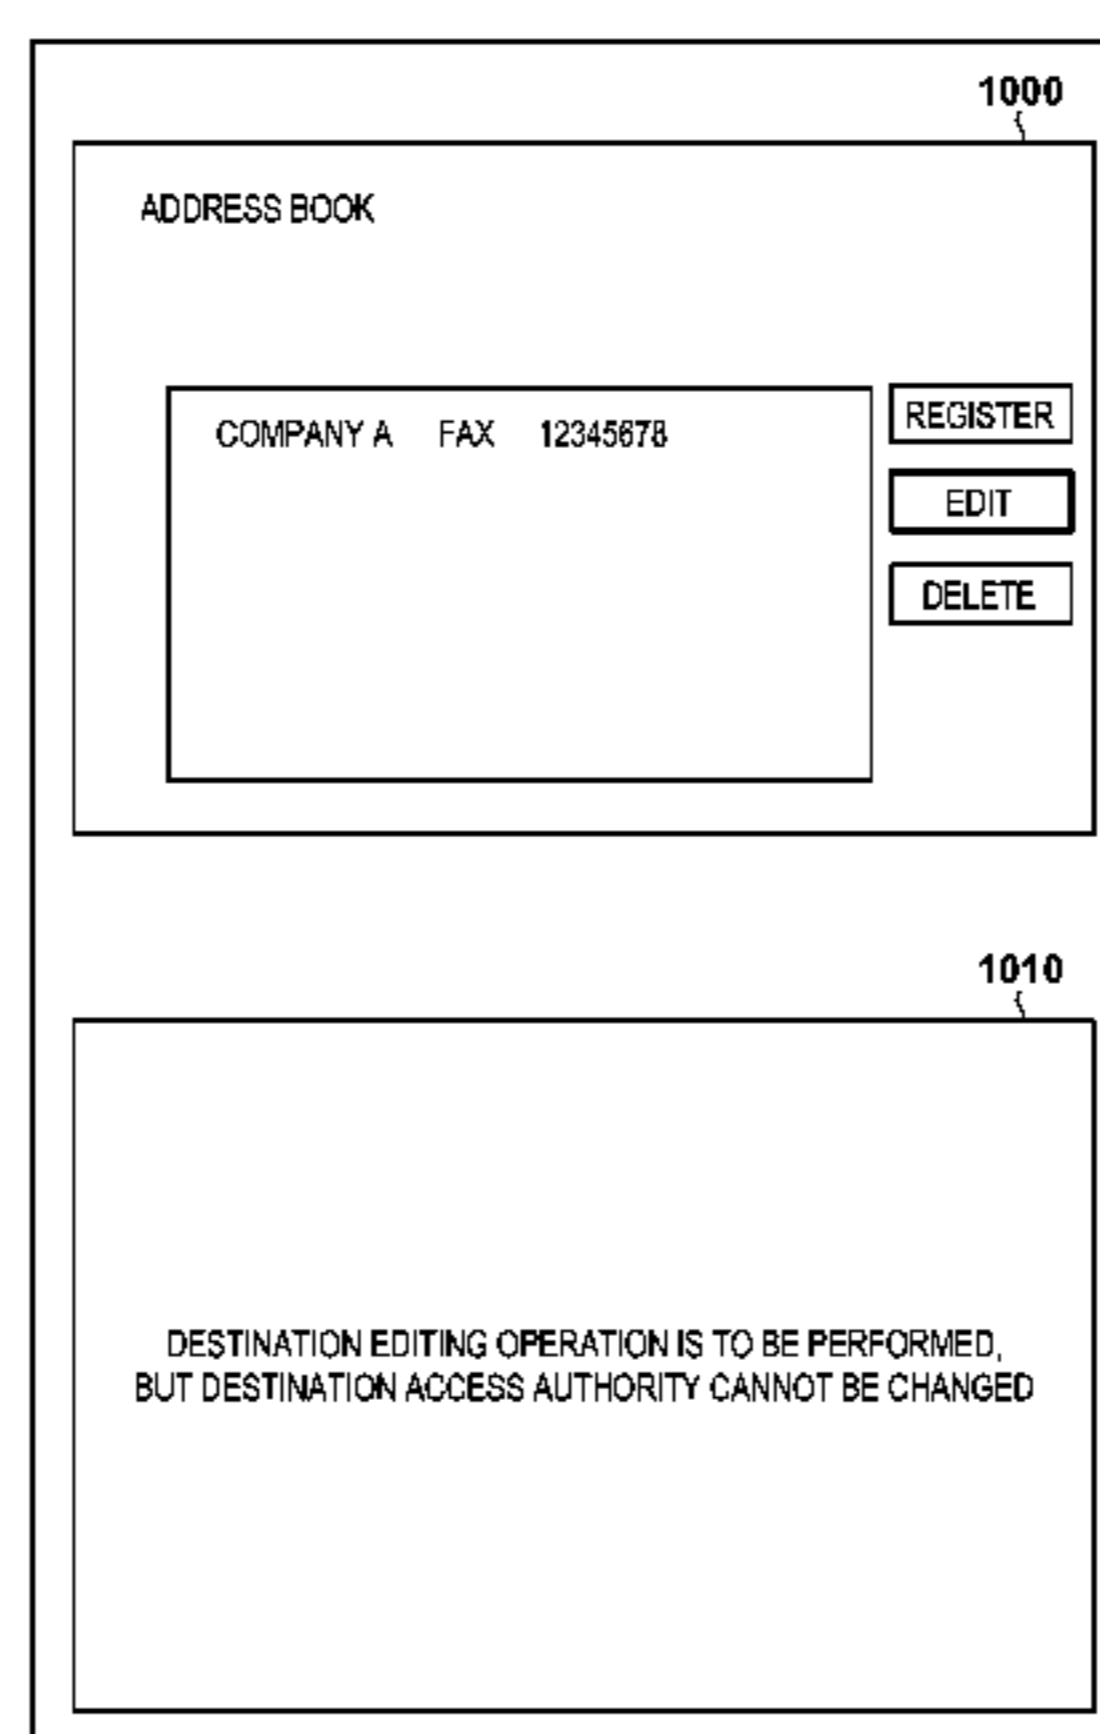 1000
ADDRESS BOOK
COMPANY A FAX 12345678
REGISTER
EDIT
DELETE
1010
DESTINATION EDITING OPERATION IS TO BE PERFORMED,
BUT DESTINATION ACCESS AUTHORITY CANNOT BE CHANGED